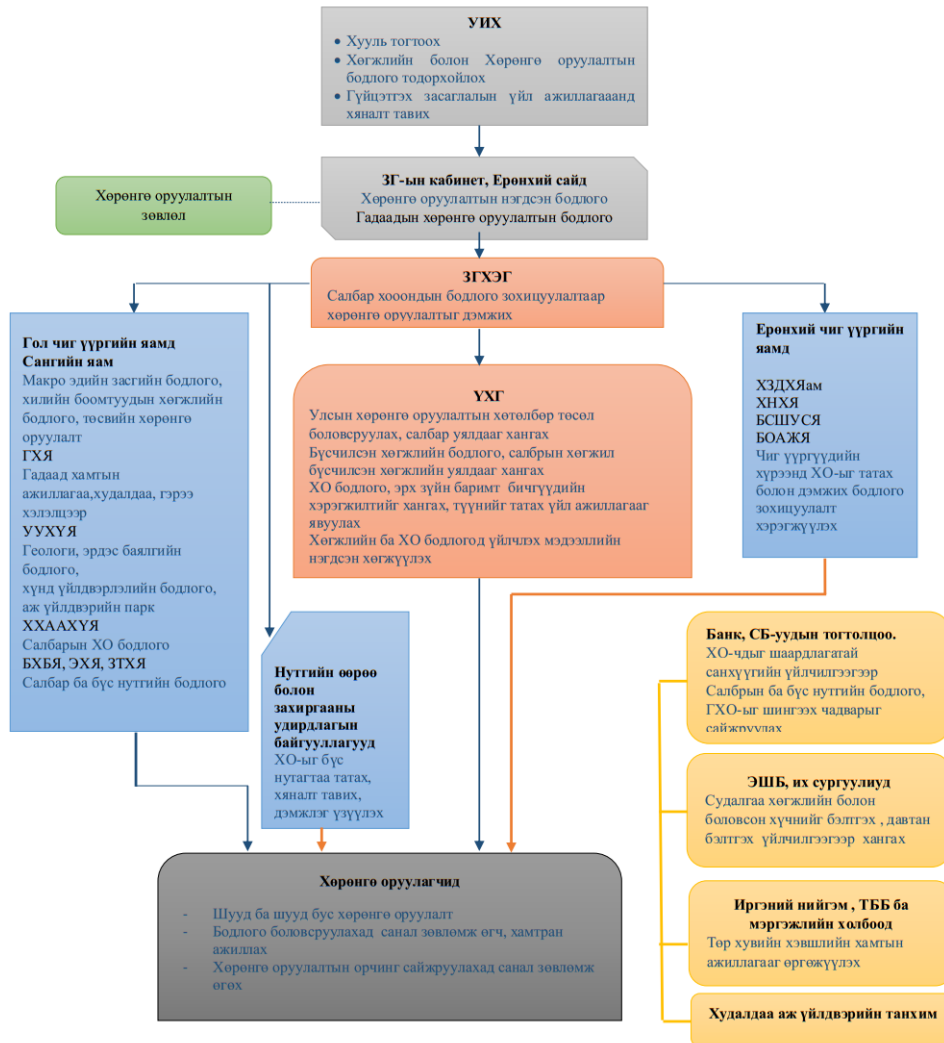 УИХ
• Хууль тогтоох
• Хөгжлийн болон Хөрөнгө оруулалтын
бодлого тодорхойлох
• Гүйцэтгэх засаглалын үйл ажиллагаанд
хяналт тавих
Хөрөнгө оруулалтын
зөвлөл
ЗГ-ын кабинет, Ерөнхий сайд
Хөрөнгө оруулалтын нэгдсэн бодлого
Гадаадын хөрөнгө оруулалтын бодлого
ЗГХЭГ
Салбар хооондын бодлого зохицуулалтаар
хөрөнгө оруулалтыг дэмжих
Гол чиг үүргийн яамд
Сангийн яам
Макро эдийн засгийн бодлого,
хилийн боомтуудын хөгжлийн
бодлого, төсвийн хөрөнгө
оруулалт
ГХЯ
Гадаад хамтын
ажиллагаа,худалдаа, гэрээ
хэлэлцээр
УУХҮЯ
Геологи, эрдэс баялгийн
бодлого,
хүнд үйлдвэрлэлийн бодлого,
аж үйлдвэрийн парк
ХХААХҮЯ
Салбарын ХО бодлого
БХБЯ, ЭХЯ, ЗТХЯ
Салбар ба бүс нутгийн бодлого
ҮХГ
Улсын хөрөнгө оруулалтын хөтөлбөр төсөл
боловсруулах, салбар уялдааг хангах
Бүсчилсэн хөгжлийн бодлого, салбрын хөгжил
бүсчилсэн хөгжлийн уялдааг хангах
ХО бодлого, эрх зүйн баримт бичгүүдийн
хэрэгжилтийг хангах, түүнийг татах үйл ажиллагааг
явуулах
Хөгжлийн ба ХО бодлогод үйлчлэх мэдээллийн
нэгдсэн хөгжүүлэх
Ерөнхий чиг үүргийн
яамд
ХЗДХЯам
ХНХЯ
БСШУСЯ
БОАЖЯ
Чиг үүргүүдийн
хүрээнд ХО-ыг татах
болон дэмжих бодлого
зохицуулалт
хэрэгжүүлэх
Нутгийн өөрөө
болон
захиргааны
удирдлагын
байгууллагууд
ХО-ыг бүс
нутагтаа татах,
хяналт тавих,
дэмжлэг үзүүлэх
Банк, СБ-уудын тогтолцоо.
ХО-чдыг шаардлагатай
санхүүгийн үйлчилгээгээр
Салбрын ба бүс нутгийн бодлого,
ГХО-ыг шингээх чадварыг
сайжруулах
ЭШБ, их сургуулиуд
Судалгаа хөгжлийн болон
боловсон хүчнийг бэлтгэх , давтан
бэлтгэх үйлчилгээгээр хангах
Иргэний нийгэм , ТББ ба
мэргэжлийн холбоод
Төр хувийн хэвшлийн хамтын
ажиллагааг өргөжүүлэх
Худалдаа аж үйлдвэрийн танхим
Хөрөнгө оруулагчид
- Шууд ба шууд бус хөрөнгө оруулалт
- Бодлого боловсруулахад санал зөвлөмж өгч, хамтран
ажиллах
- Хөрөнгө оруулалтын орчинг сайжруулахад санал зөвлөмж
өгөх